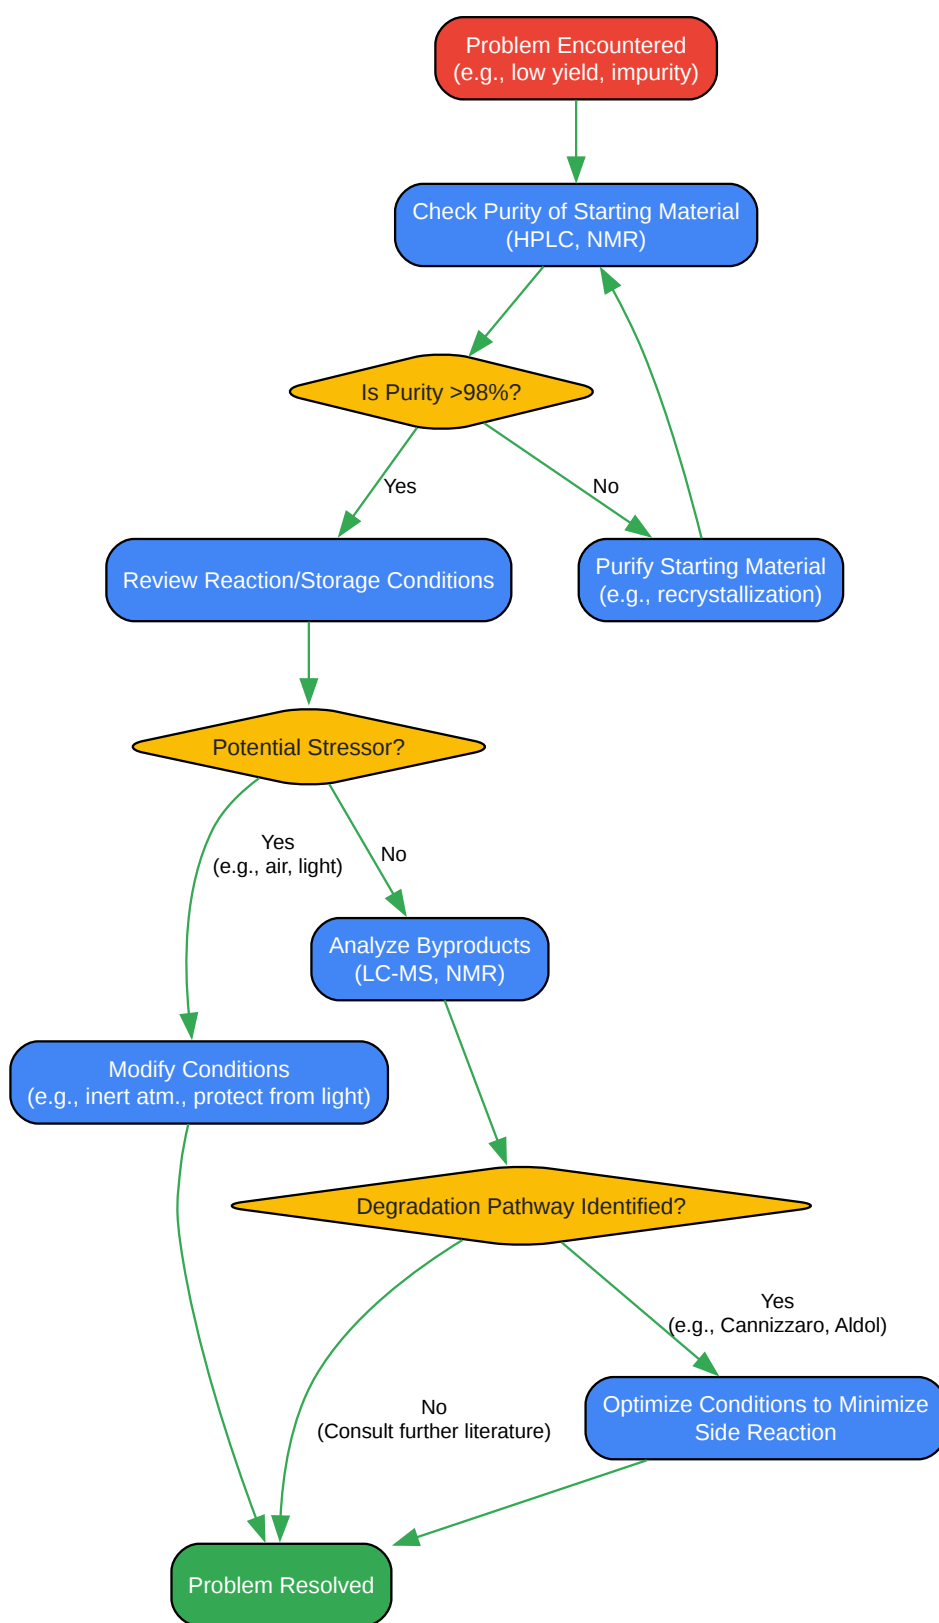 Problem Encountered
(e.g., low yield, impurity)
Check Purity of Starting Material
(HPLC, NMR)
Is Purity >98%?
Yes
No
Review Reaction/Storage Conditions
Purify Starting Material
(e.g., recrystallization)
Potential Stressor?
Yes
(e.g., air, light)
No
Analyze Byproducts
(LC-MS, NMR)
Modify Conditions
(e.g., inert atm., protect from light)
Degradation Pathway Identified?
Yes
(e.g., Cannizzaro, Aldol)
No
(Consult further literature)
Optimize Conditions to Minimize
Side Reaction
Problem Resolved